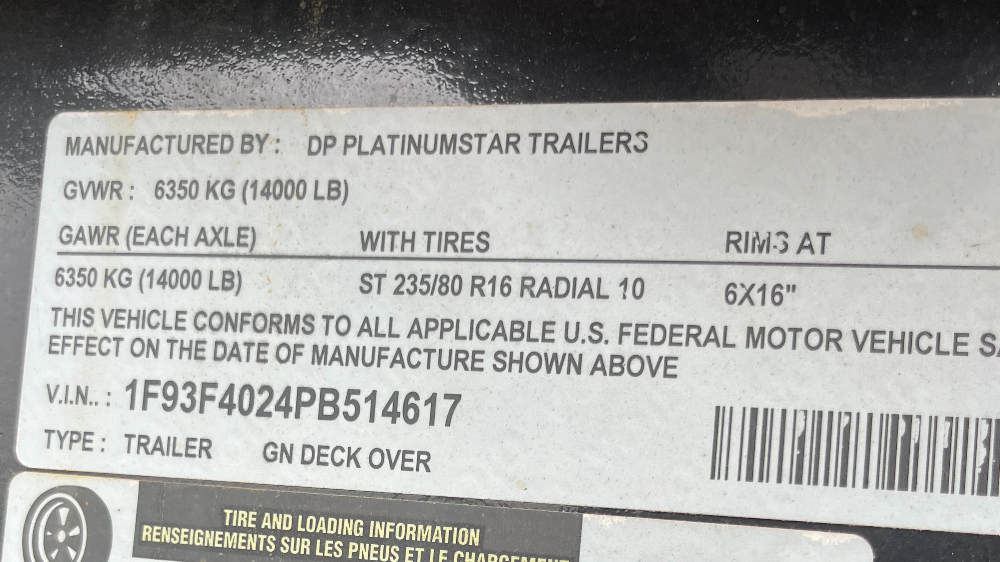 MANUFACTURED BY : DP PLATINUMSTAR TRAILERS
GVWR : 6350 KG (14000 LB)
GAWR (EACH AXLE) WITH TIRES RIMS AT
6350 KG (14000 LB) ST 235/80 R16 RADIAL 10 6X16"
THIS VEHICLE CONFORMS TO ALL APPLICABLE U.S. FEDERAL MOTOR VEHICLE
EFFECT ON THE DATE OF MANUFACTURE SHOWN ABOVE
V.I.N.. : 1F93F4024PB514617
TYPE : TRAILER GN DECK OVER
TIRE AND LOADING INFORMATION
RENSEIGNEMENTS SUR LES PNEUS ET LE CHARGEMENT